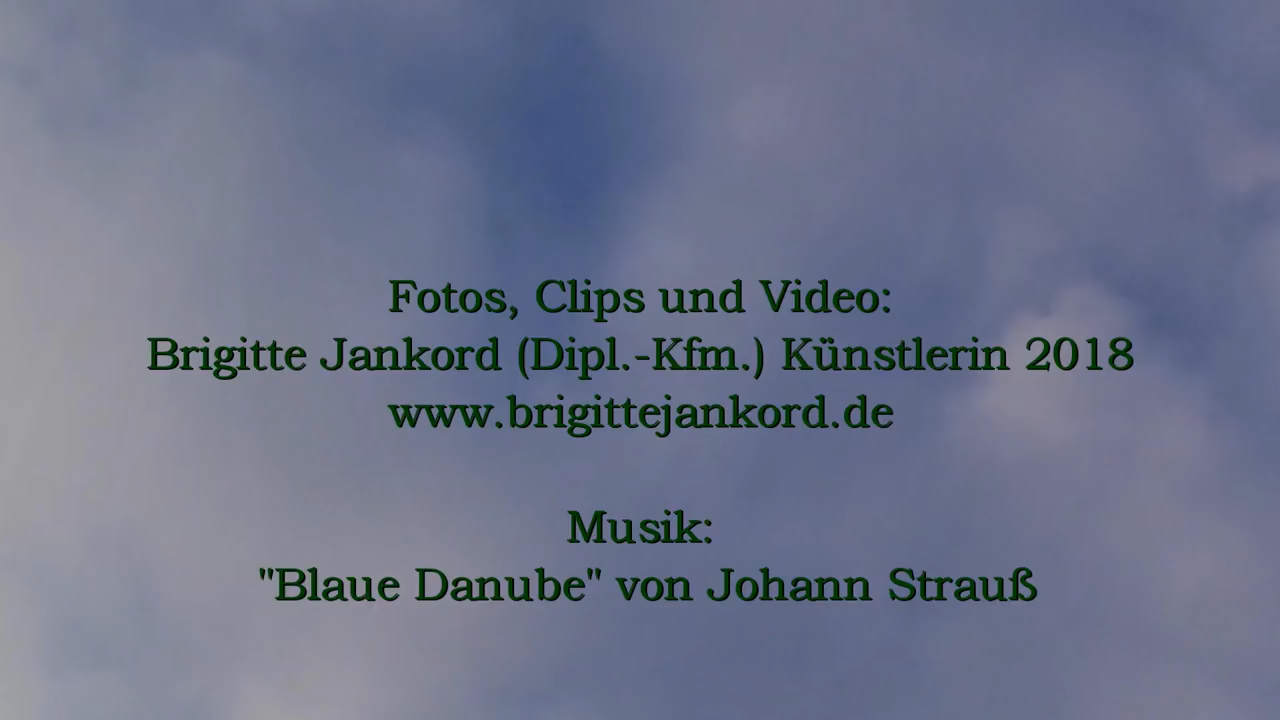 Fotos, Clips und Video:
Brigitte Jankord (Dipl.-Kfm.) Künstlerin 2018
www.brigittejankord.de
Musik:
"Blaue Danube" von Johann Strauß